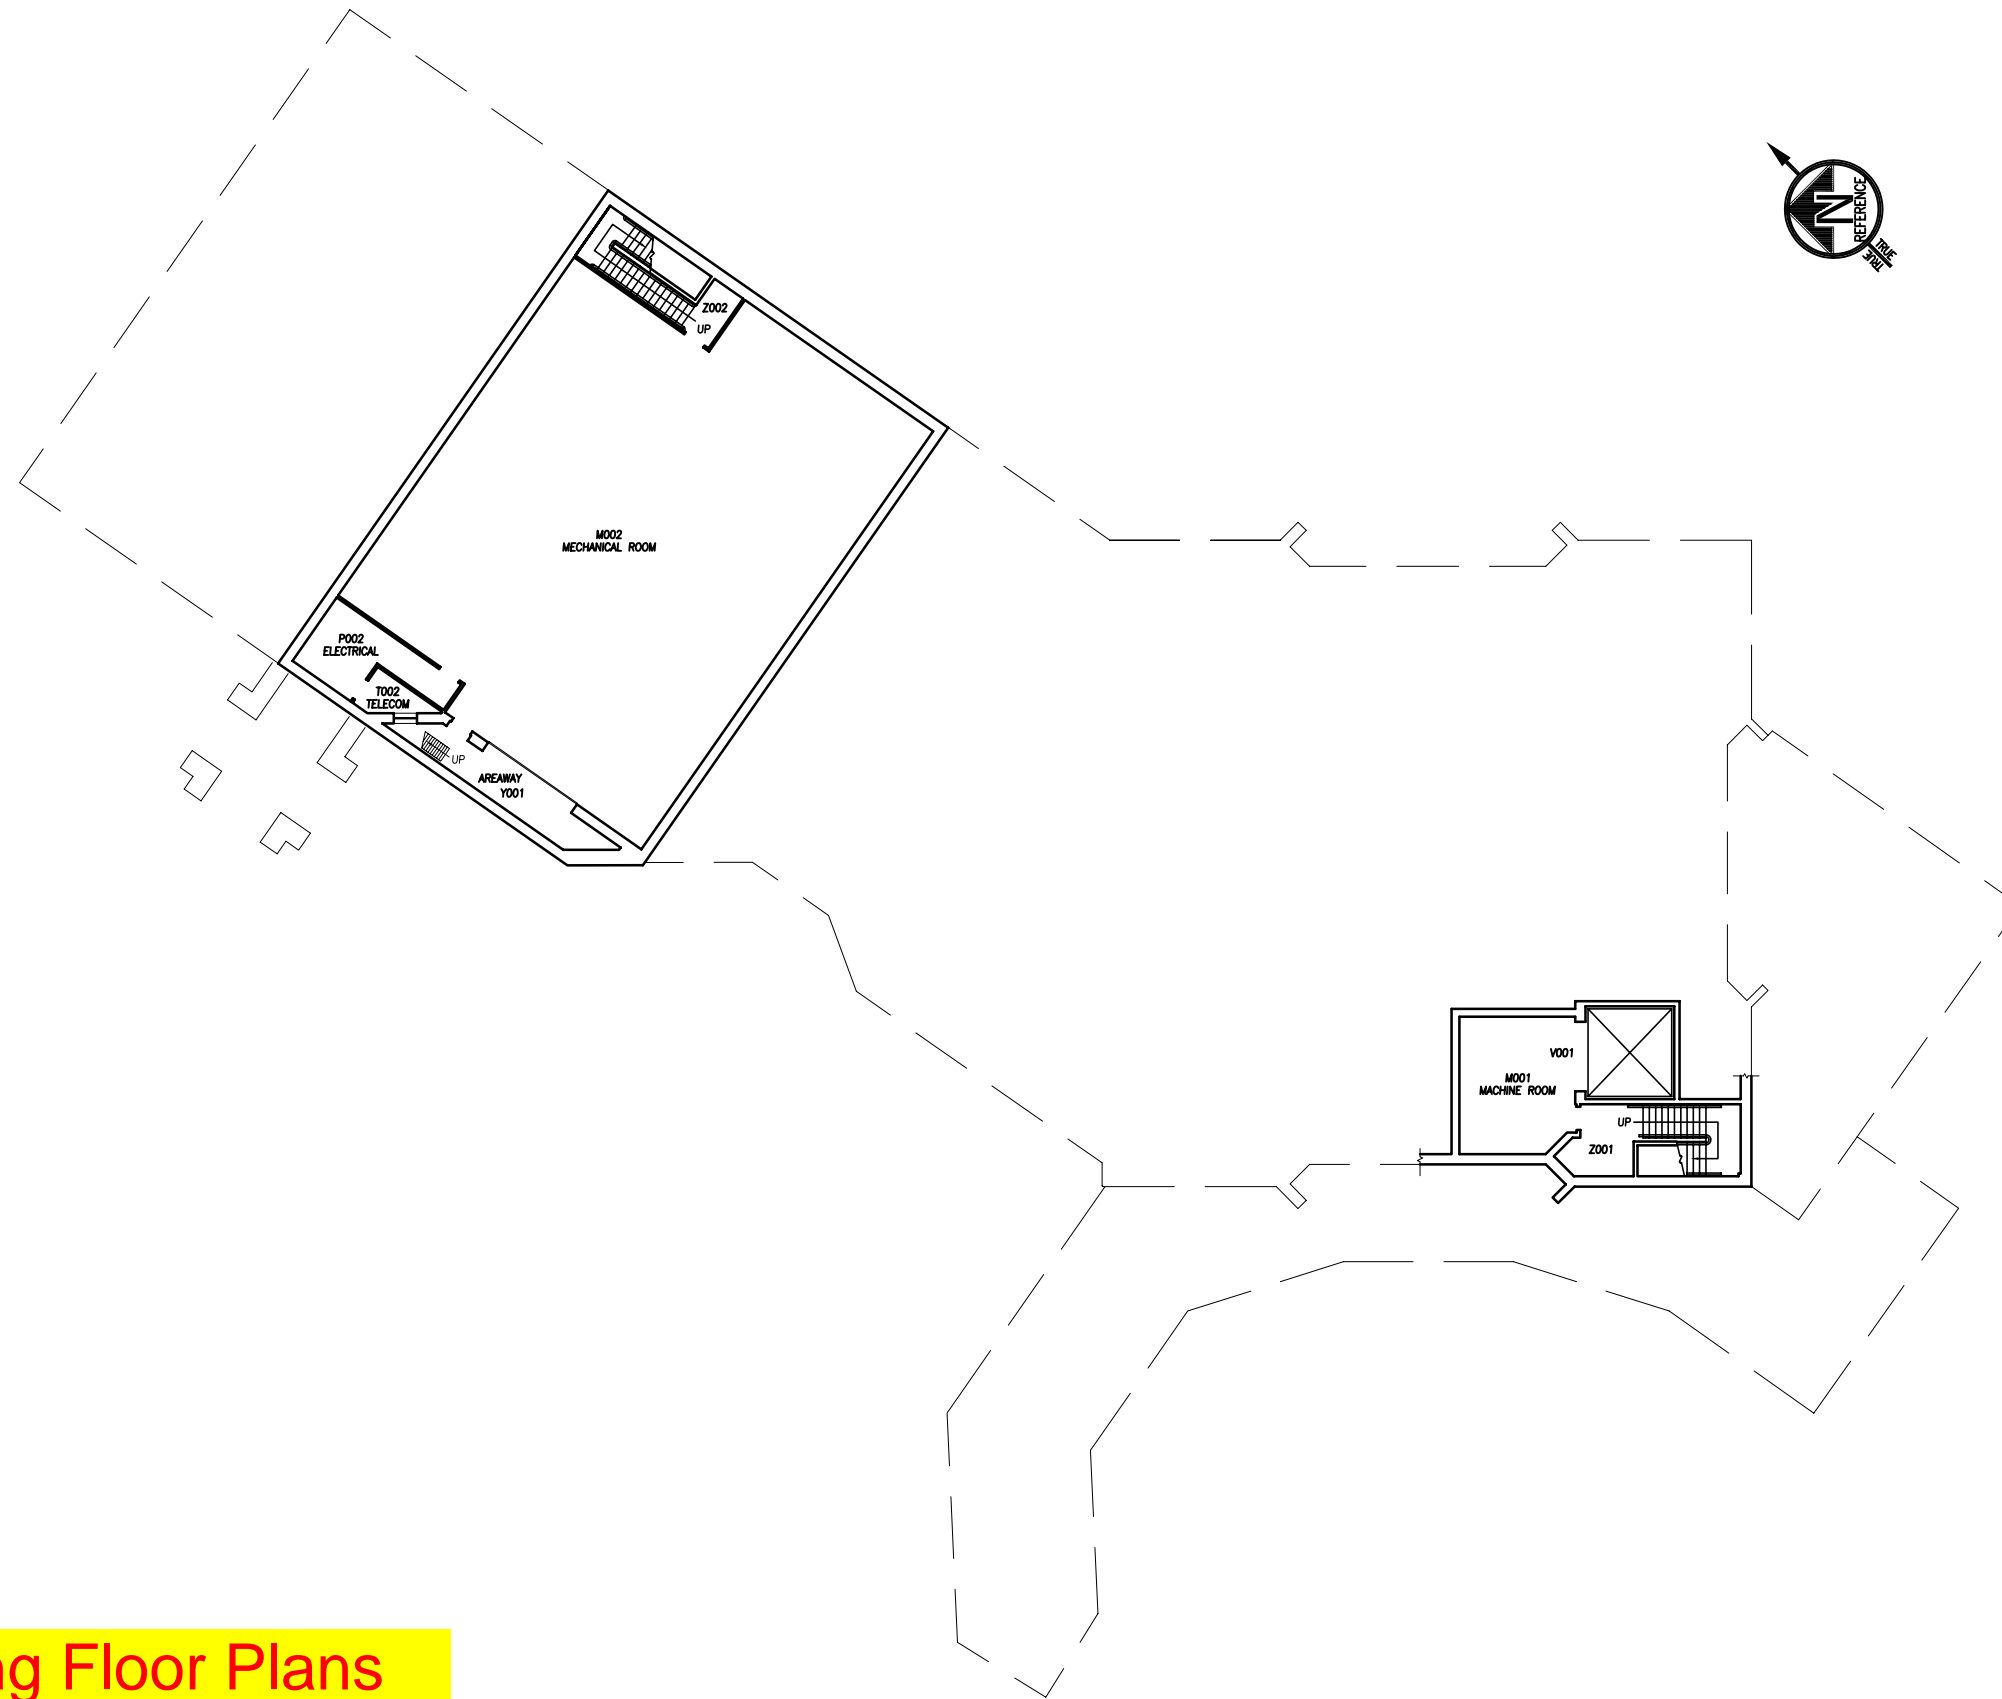 N
REFERENCE
TRUE
TRUE
Z002
UP
M002
MECHANICAL ROOM
P002
ELECTRICAL
T002
TELECOM
UP
AREAWAY
Y001
V001
M001
MACHINE ROOM
UP
Z001
ng Floor Plans